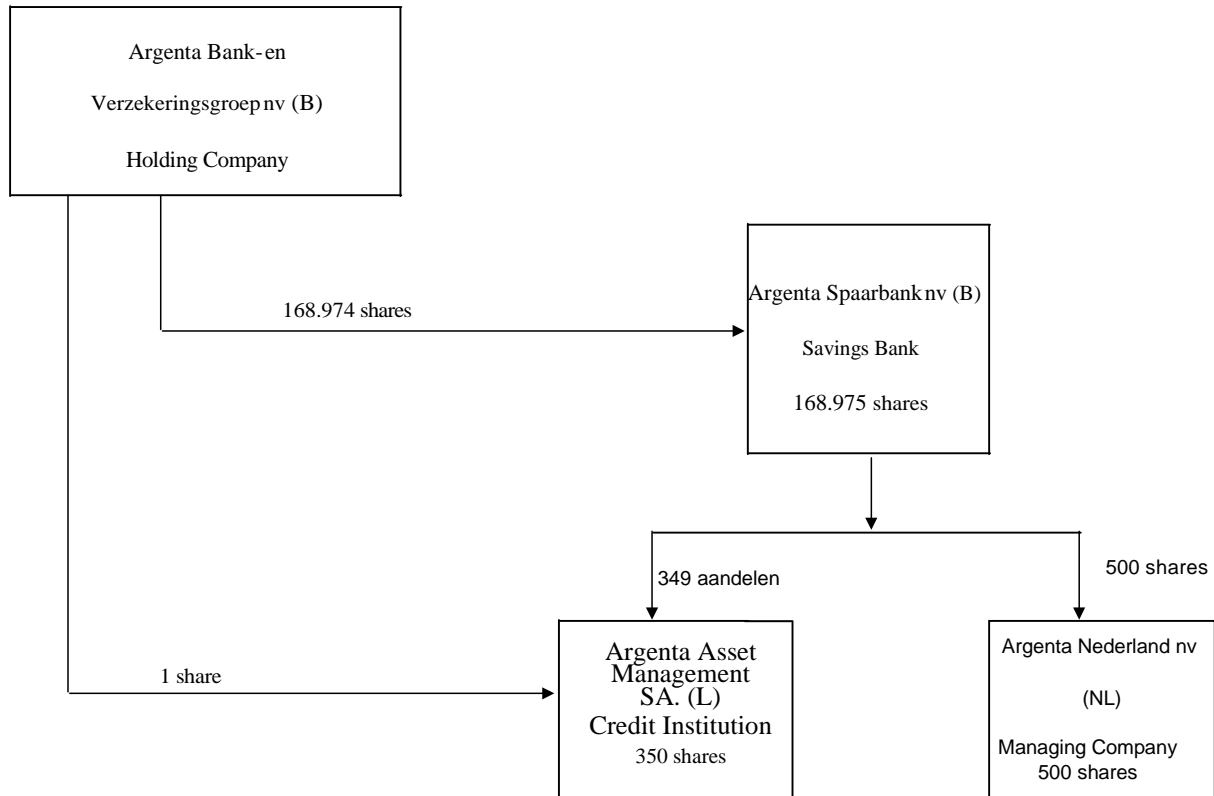 Argenta Bank-en
Verzekeringsgroep nv (B)
Holding Company
168.974 shares
Argenta Spaarbank nv (B)
Savings Bank
168.975 shares
349 aandelen
500 shares
1 share
Argenta Asset
Management
SA. (L)
Credit Institution
350 shares
Argenta Nederland nv
(NL)
Managing Company
500 shares